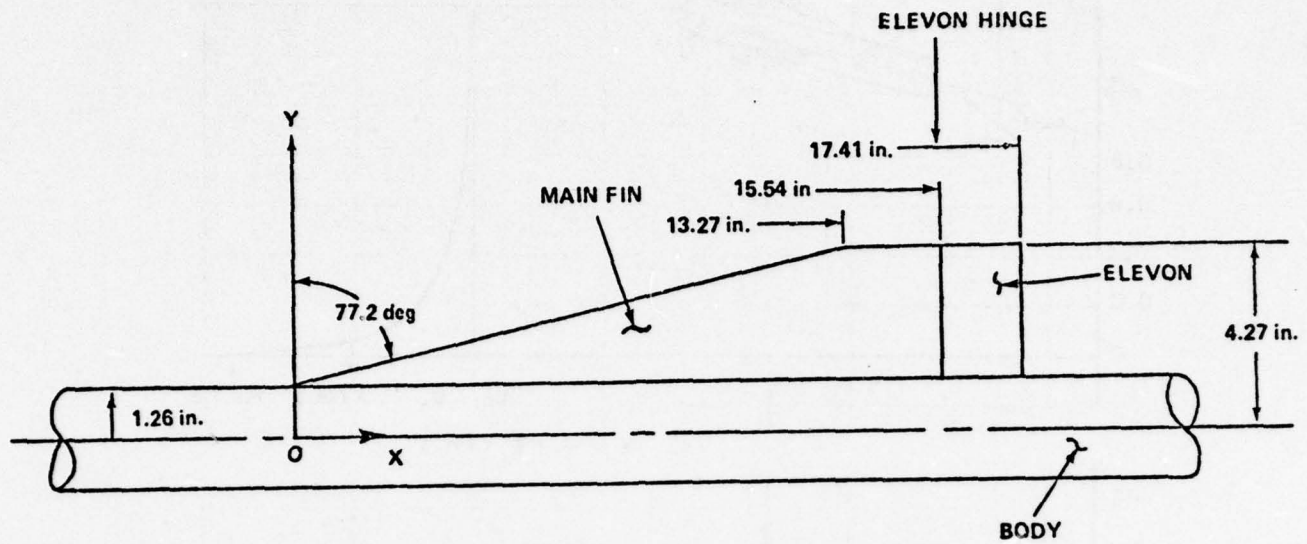 ELEVON HINGE
Y
17.41 in.
15.54 in
MAIN FIN
13.27 in.
ELEVON
77.2 deg
4.27 in.
1.26 in.
O
X
BODY